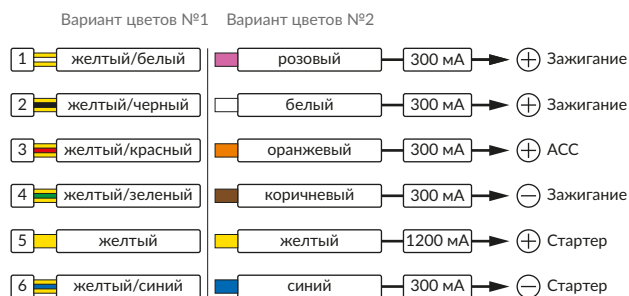 Вариант цветов №1 Вариант цветов №2
1 желтый/белый розовый 300 мА + Зажигание
2 желтый/черный белый 300 мА + Зажигание
3 желтый/красный оранжевый 300 мА + ACC
4 желтый/зеленый коричневый 300 мА − Зажигание
5 желтый желтый 1200 мА + Стартер
6 желтый/синий синий 300 мА − Стартер